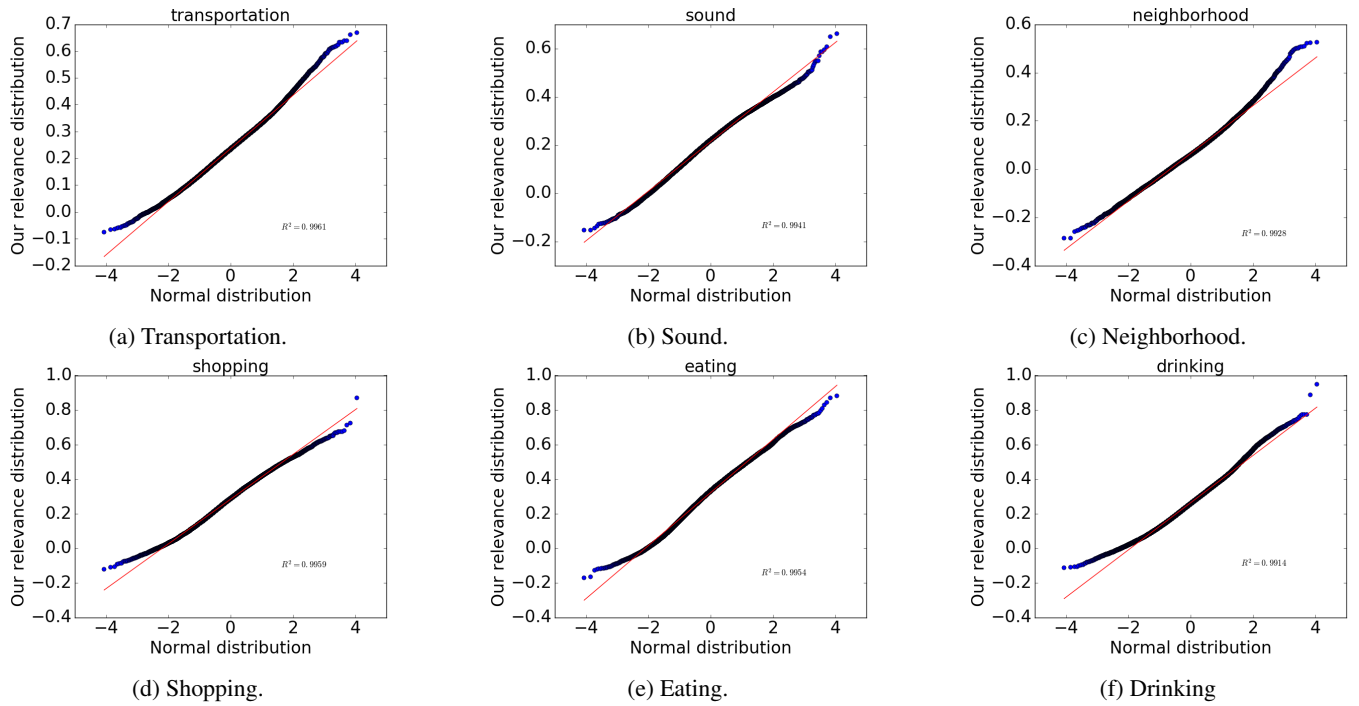 transportation
0.7
0.6
0.5
0.4
0.3
0.2
0.1
0.0
−0.1
−0.2
Our relevance distribution
−4 −2 0 2 4
Normal distribution
R² = 0.9961
(a) Transportation.
sound
0.6
0.4
0.2
0.0
−0.2
Our relevance distribution
−4 −2 0 2 4
Normal distribution
R² = 0.9941
(b) Sound.
neighborhood
0.6
0.4
0.2
0.0
−0.2
−0.4
Our relevance distribution
−4 −2 0 2 4
Normal distribution
R² = 0.9928
(c) Neighborhood.
shopping
1.0
0.8
0.6
0.4
0.2
0.0
−0.2
−0.4
Our relevance distribution
−4 −2 0 2 4
Normal distribution
R² = 0.9959
(d) Shopping.
eating
1.0
0.8
0.6
0.4
0.2
0.0
−0.2
−0.4
Our relevance distribution
−4 −2 0 2 4
Normal distribution
R² = 0.9954
(e) Eating.
drinking
1.0
0.8
0.6
0.4
0.2
0.0
−0.2
−0.4
Our relevance distribution
−4 −2 0 2 4
Normal distribution
R² = 0.9914
(f) Drinking